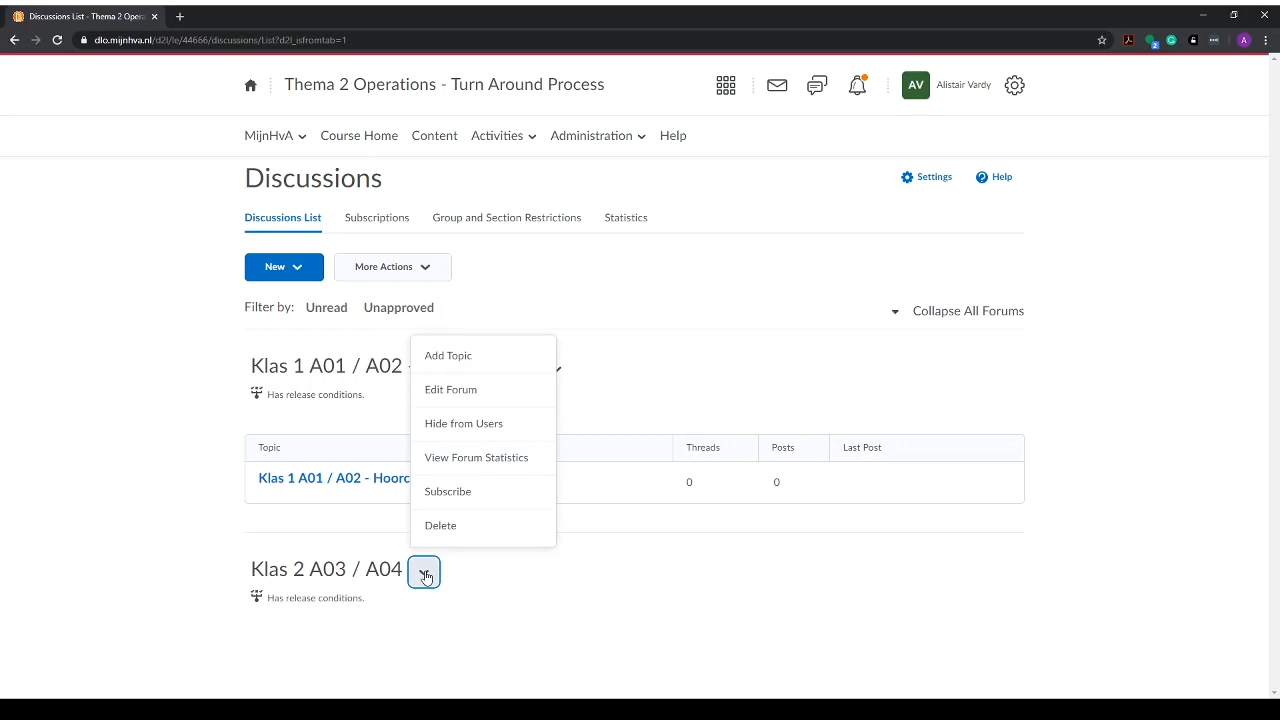 Discussions List - Thema 2 Opera
dlo.mijnhva.nl/d2l/le/44666/discussions/List?d2l_isfromtab=1
2
A
Thema 2 Operations - Turn Around Process
AV
Alistair Vardy
MijnHvA
Course Home
Content
Activities
Administration
Help
Discussions
Settings
Help
Discussions List
Subscriptions
Group and Section Restrictions
Statistics
New
More Actions
Filter by:
Unread
Unapproved
Collapse All Forums
Klas 1 A01 / A02 -
Has release conditions.
Add Topic
Edit Forum
Hide from Users
View Forum Statistics
Subscribe
Delete
Topic
Threads
Posts
Last Post
Klas 1 A01 / A02 - Hoorc
0
0
Klas 2 A03 / A04
Has release conditions.